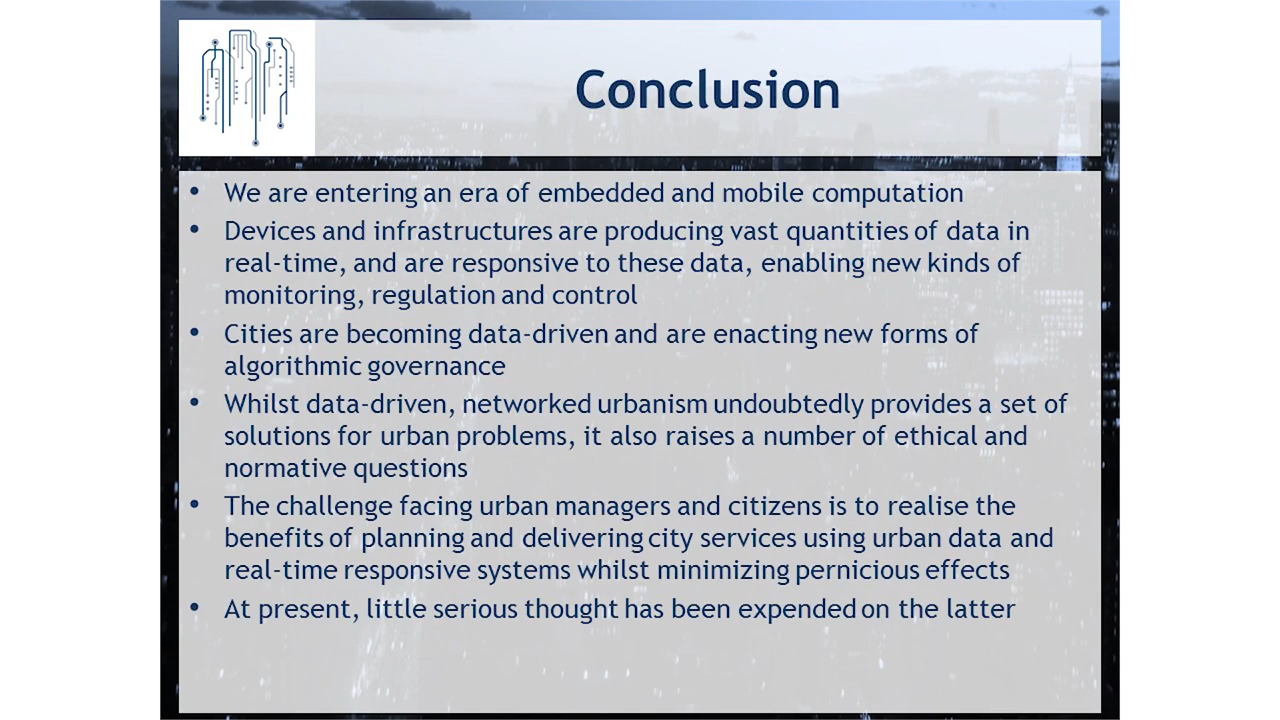 Conclusion
• We are entering an era of embedded and mobile computation
• Devices and infrastructures are producing vast quantities of data in
real-time, and are responsive to these data, enabling new kinds of
monitoring, regulation and control
• Cities are becoming data-driven and are enacting new forms of
algorithmic governance
• Whilst data-driven, networked urbanism undoubtedly provides a set of
solutions for urban problems, it also raises a number of ethical and
normative questions
• The challenge facing urban managers and citizens is to realise the
benefits of planning and delivering city services using urban data and
real-time responsive systems whilst minimizing pernicious effects
• At present, little serious thought has been expended on the latter